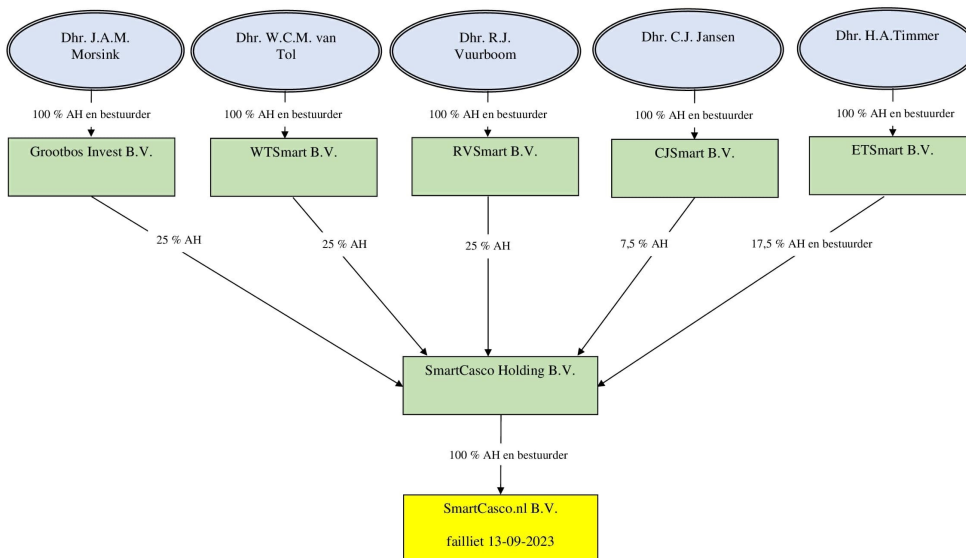 Dhr. J.A.M.
Morsink
Dhr. W.C.M. van
Tol
Dhr. R.J.
Vuurboom
Dhr. C.J. Jansen
Dhr. H.A.Timmer
100 % AH en bestuurder
100 % AH en bestuurder
100 % AH en bestuurder
100 % AH en bestuurder
100 % AH en bestuurder
Grootbos Invest B.V.
WTSmart B.V.
RVSmart B.V.
CJSmart B.V.
ETSmart B.V.
25 % AH
25 % AH
25 % AH
7,5 % AH
17,5 % AH en bestuurder
SmartCasco Holding B.V.
100 % AH en bestuurder
SmartCasco.nl B.V.
failliet 13-09-2023